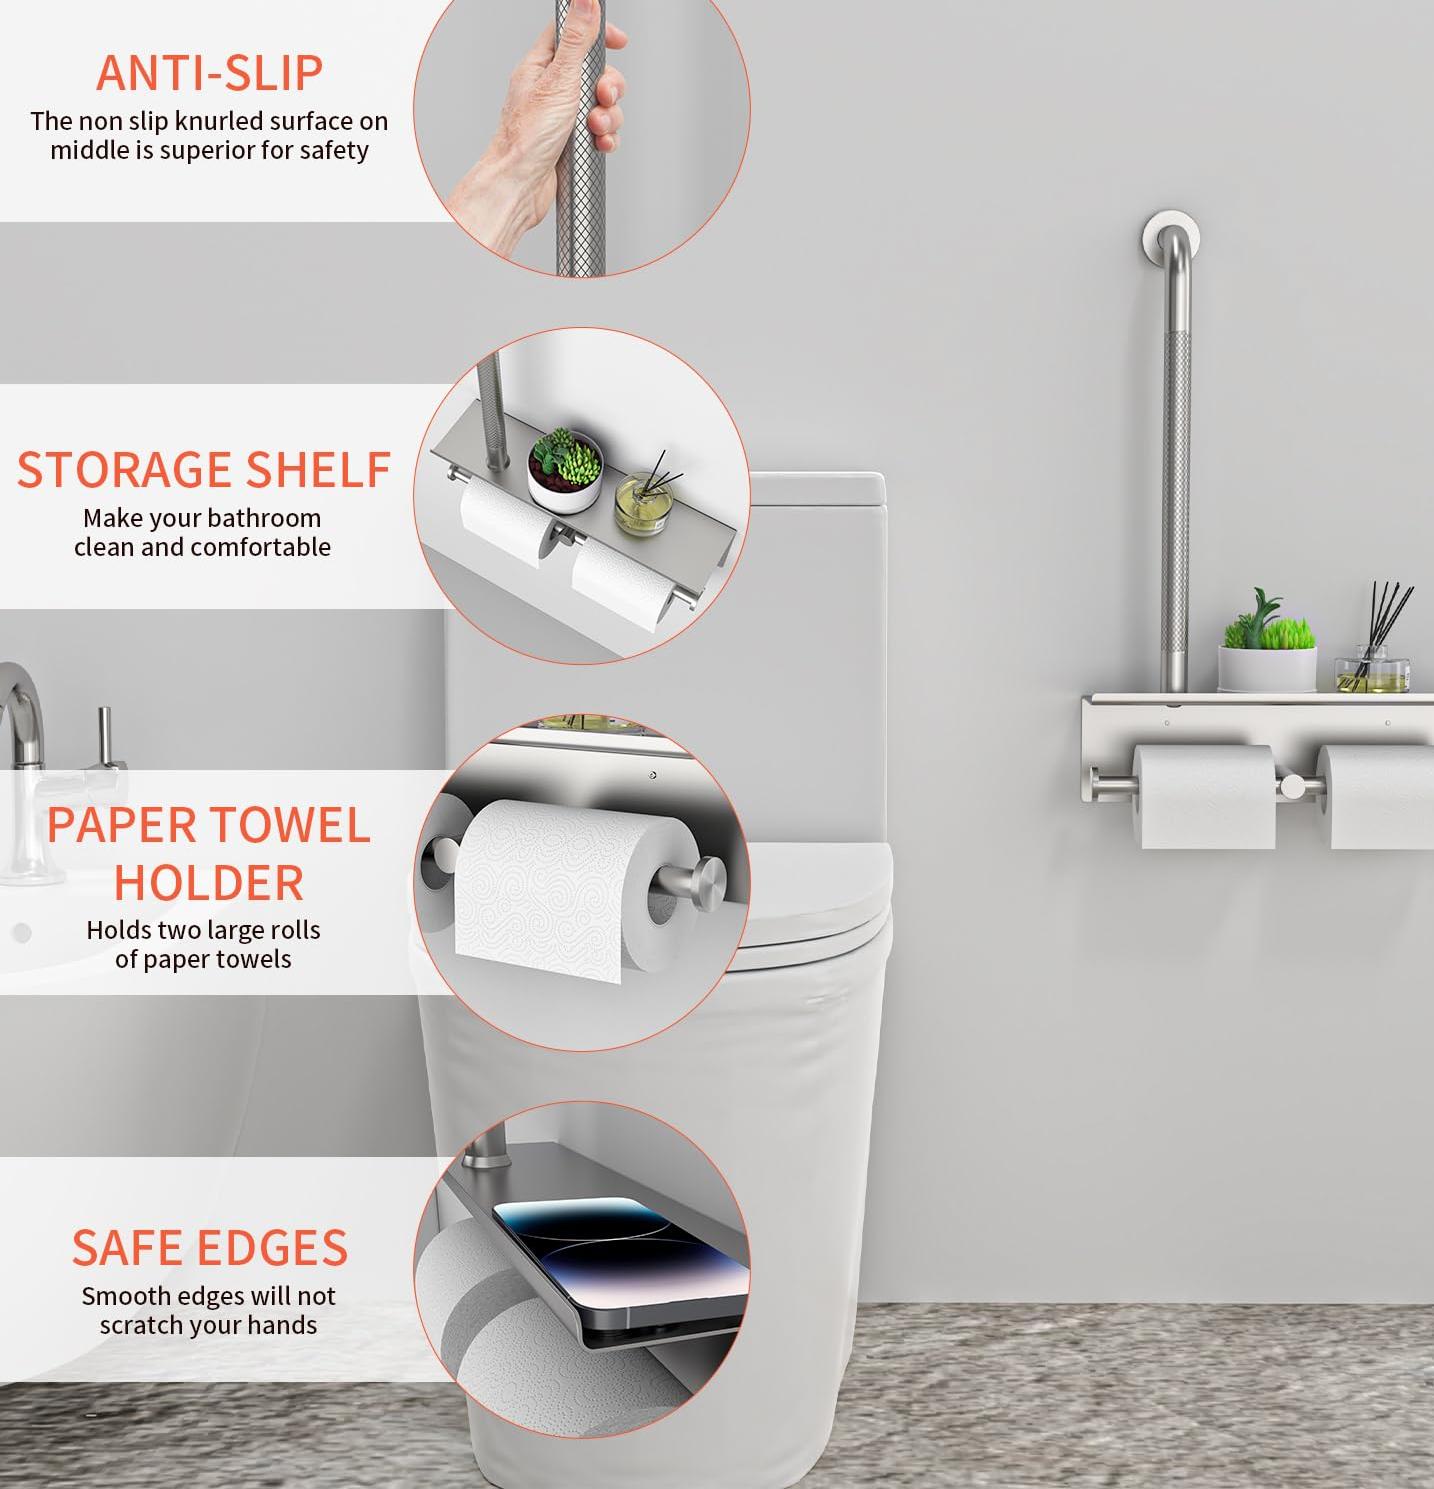 ANTI-SLIP
The non slip knurled surface on
middle is superior for safety
STORAGE SHELF
Make your bathroom
clean and comfortable
PAPER TOWEL
HOLDER
Holds two large rolls
of paper towels
SAFE EDGES
Smooth edges will not
scratch your hands